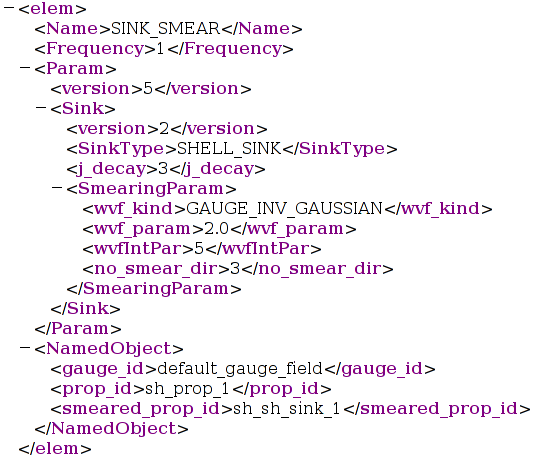 − <elem>
<Name>SINK_SMEAR</Name>
<Frequency>1</Frequency>
− <Param>
<version>5</version>
− <Sink>
<version>2</version>
<SinkType>SHELL_SINK</SinkType>
<j_decay>3</j_decay>
− <SmearingParam>
<wvf_kind>GAUGE_INV_GAUSSIAN</wvf_kind>
<wvf_param>2.0</wvf_param>
<wvfIntPar>5</wvfIntPar>
<no_smear_dir>3</no_smear_dir>
</SmearingParam>
</Sink>
</Param>
− <NamedObject>
<gauge_id>default_gauge_field</gauge_id>
<prop_id>sh_prop_1</prop_id>
<smeared_prop_id>sh_sh_sink_1</smeared_prop_id>
</NamedObject>
</elem>